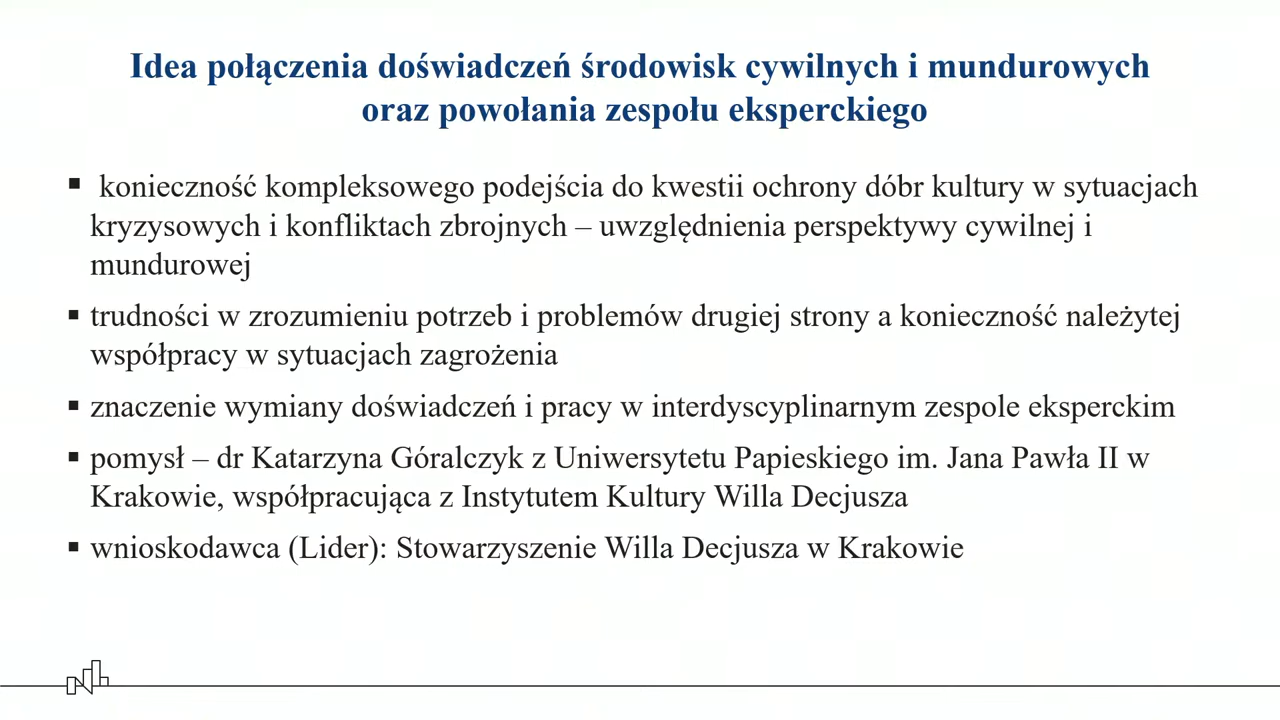 Idea połączenia doświadczeń środowisk cywilnych i mundurowych
oraz powołania zespołu eksperckiego
▪ konieczność kompleksowego podejścia do kwestii ochrony dóbr kultury w sytuacjach
kryzysowych i konfliktach zbrojnych – uwzględnienia perspektywy cywilnej i
mundurowej
▪ trudności w zrozumieniu potrzeb i problemów drugiej strony a konieczność należytej
współpracy w sytuacjach zagrożenia
▪ znaczenie wymiany doświadczeń i pracy w interdyscyplinarnym zespole eksperckim
▪ pomysł – dr Katarzyna Góralczyk z Uniwersytetu Papieskiego im. Jana Pawła II w
Krakowie, współpracująca z Instytutem Kultury Willa Decjusza
▪ wnioskodawca (Lider): Stowarzyszenie Willa Decjusza w Krakowie